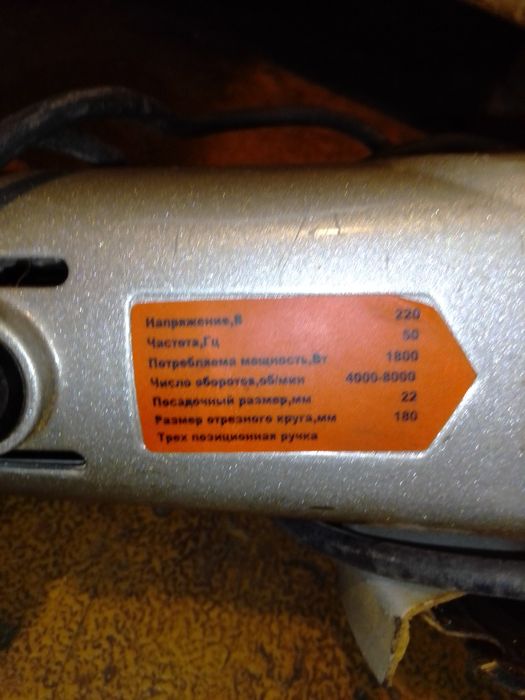 Напряжение,В 220
Частота,Гц 50
Потребляема мощность,Вт 1800
Число оборотов,об/мин 4000-8000
Посадочный размер,мм 22
Размер отрезного круга,мм 180
Трех позиционная ручка